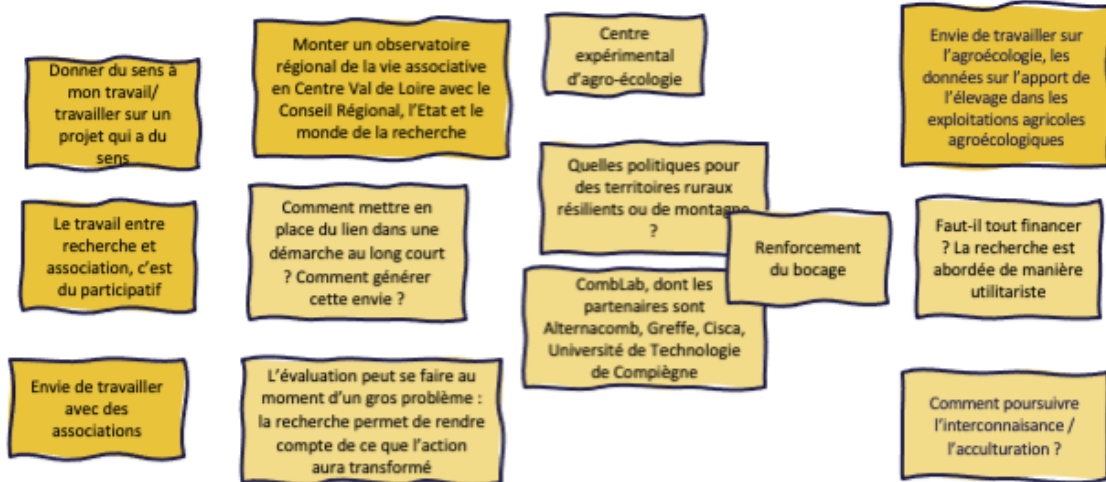 Donner du sens à
mon travail/
travailler sur un
projet qui a du
sens
Le travail entre
recherche et
association, c'est
du participatif
Envie de travailler
avec des
associations
Monter un observatoire
régional de la vie associative
en Centre Val de Loire avec le
Conseil Régional, l'Etat et le
monde de la recherche
Comment mettre en
place du lien dans une
démarche au long court
? Comment générer
cette envie ?
L'évaluation peut se faire au
moment d'un gros problème :
la recherche permet de rendre
compte de ce que l'action
aura transformé
Centre
expérimental
d'agro-écologie
Quelles politiques pour
des territoires ruraux
résilients ou de montagne
?
Renforcement
du bocage
CombLab, dont les
partenaires sont
Alternacomb, Greffe, Cisca,
Université de Technologie
de Compiègne
Envie de travailler sur
l'agroécologie, les
données sur l'apport de
l'élevage dans les
exploitations agricoles
agroécologiques
Faut-il tout financer
? La recherche est
abordée de manière
utilitariste
Comment poursuivre
l'interconnaisance /
l'acculturation ?